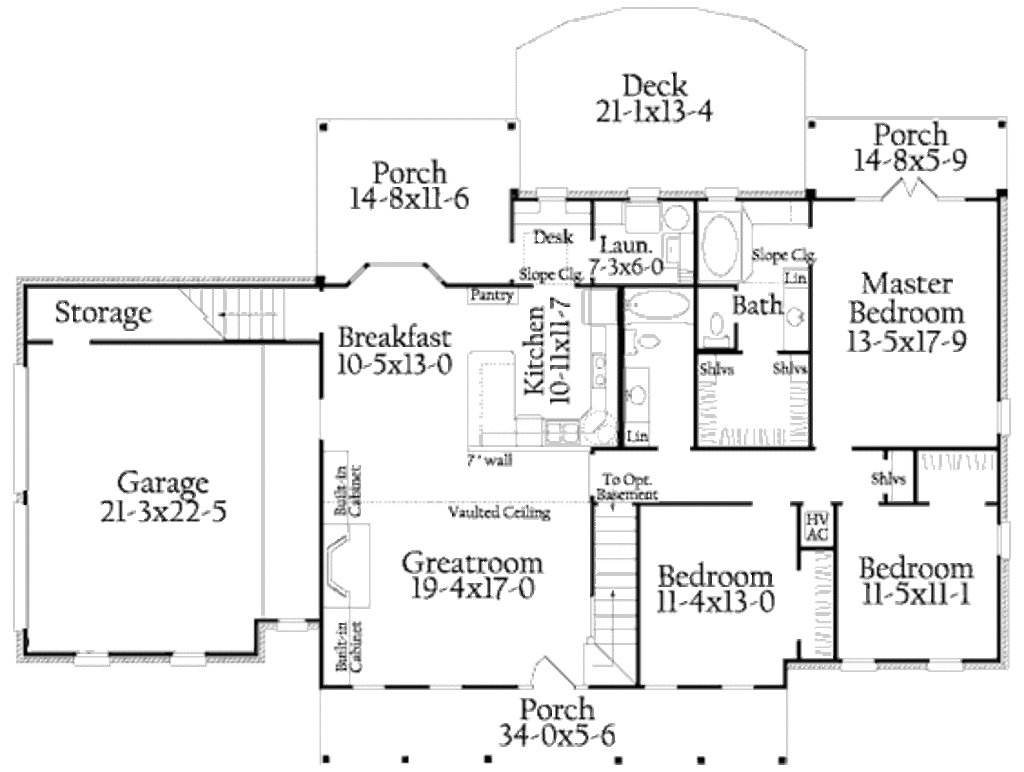 Deck
21-1x13-4
Porch
14-8x5-9
Porch
14-8x11-6
Desk
Laun.
7-3x6-0
Slope Clg.
Slope Clg.
Lin
Pantry
Storage
Bath
Master
Bedroom
13-5x17-9
Breakfast
10-5x13-0
Kitchen
10-11x11-7
Shlvs
Shlvs
Lin
7' wall
Garage
21-3x22-5
Built-in
Cabinet
To Opt.
Basement
Shlvs
Vaulted Ceiling
HV
AC
Greatroom
19-4x17-0
Bedroom
11-4x13-0
Bedroom
11-5x11-1
Built-in
Cabinet
Porch
34-0x5-6